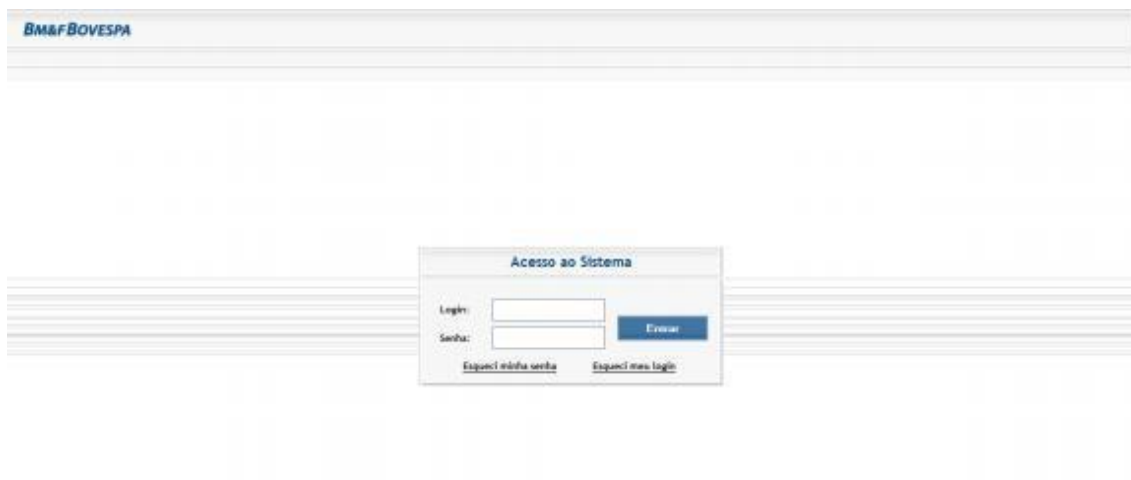 BM&FBOVESPA
Acesso ao Sistema
Login:
Entrar
Senha:
Esqueci minha senha Esqueci meu login